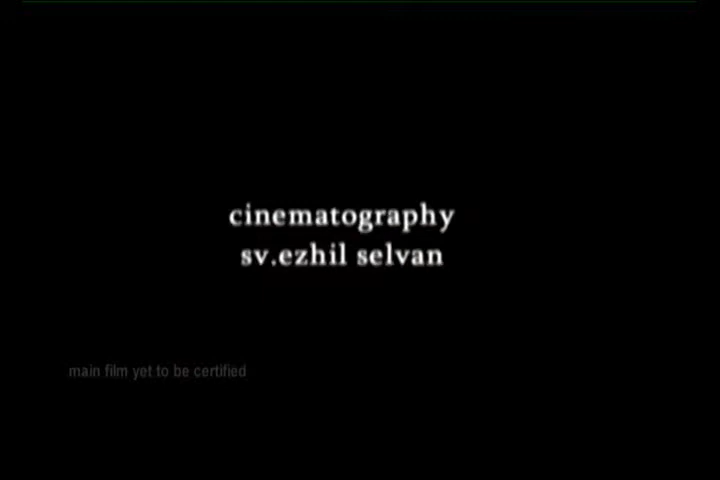 cinematography
sv.ezhil selvan
main film yet to be certified